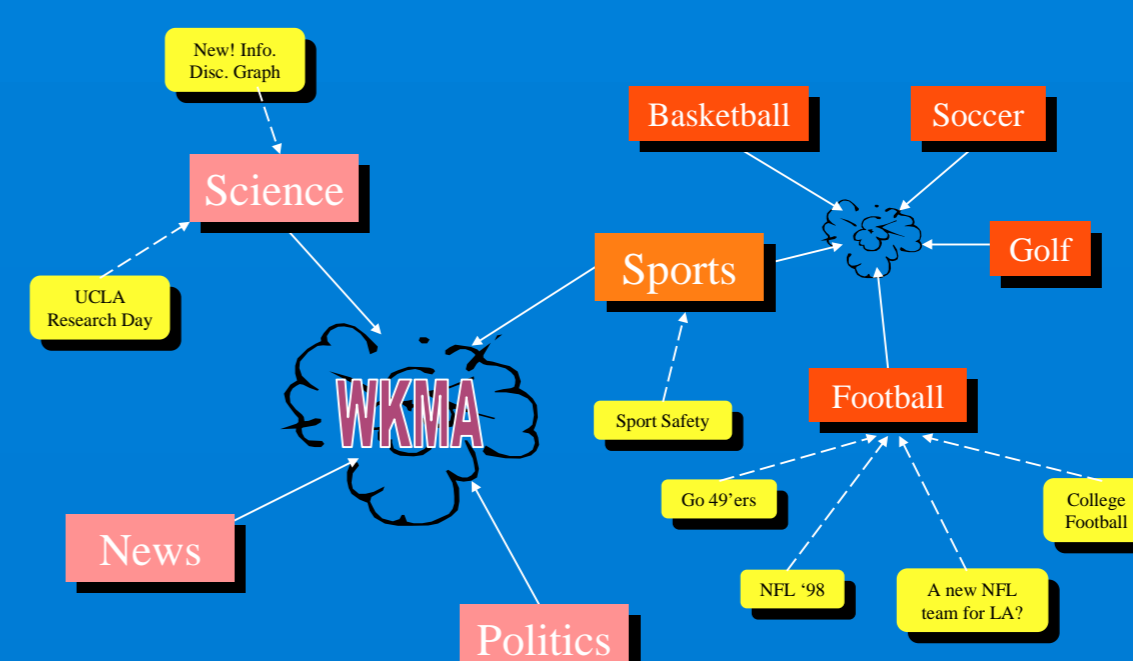 New! Info.
Disc. Graph
Basketball
Soccer
Science
Golf
Sports
UCLA
Research Day
WKMA
Football
Sport Safety
Go 49’ers
College
Football
News
NFL ‘98
A new NFL
team for LA?
Politics